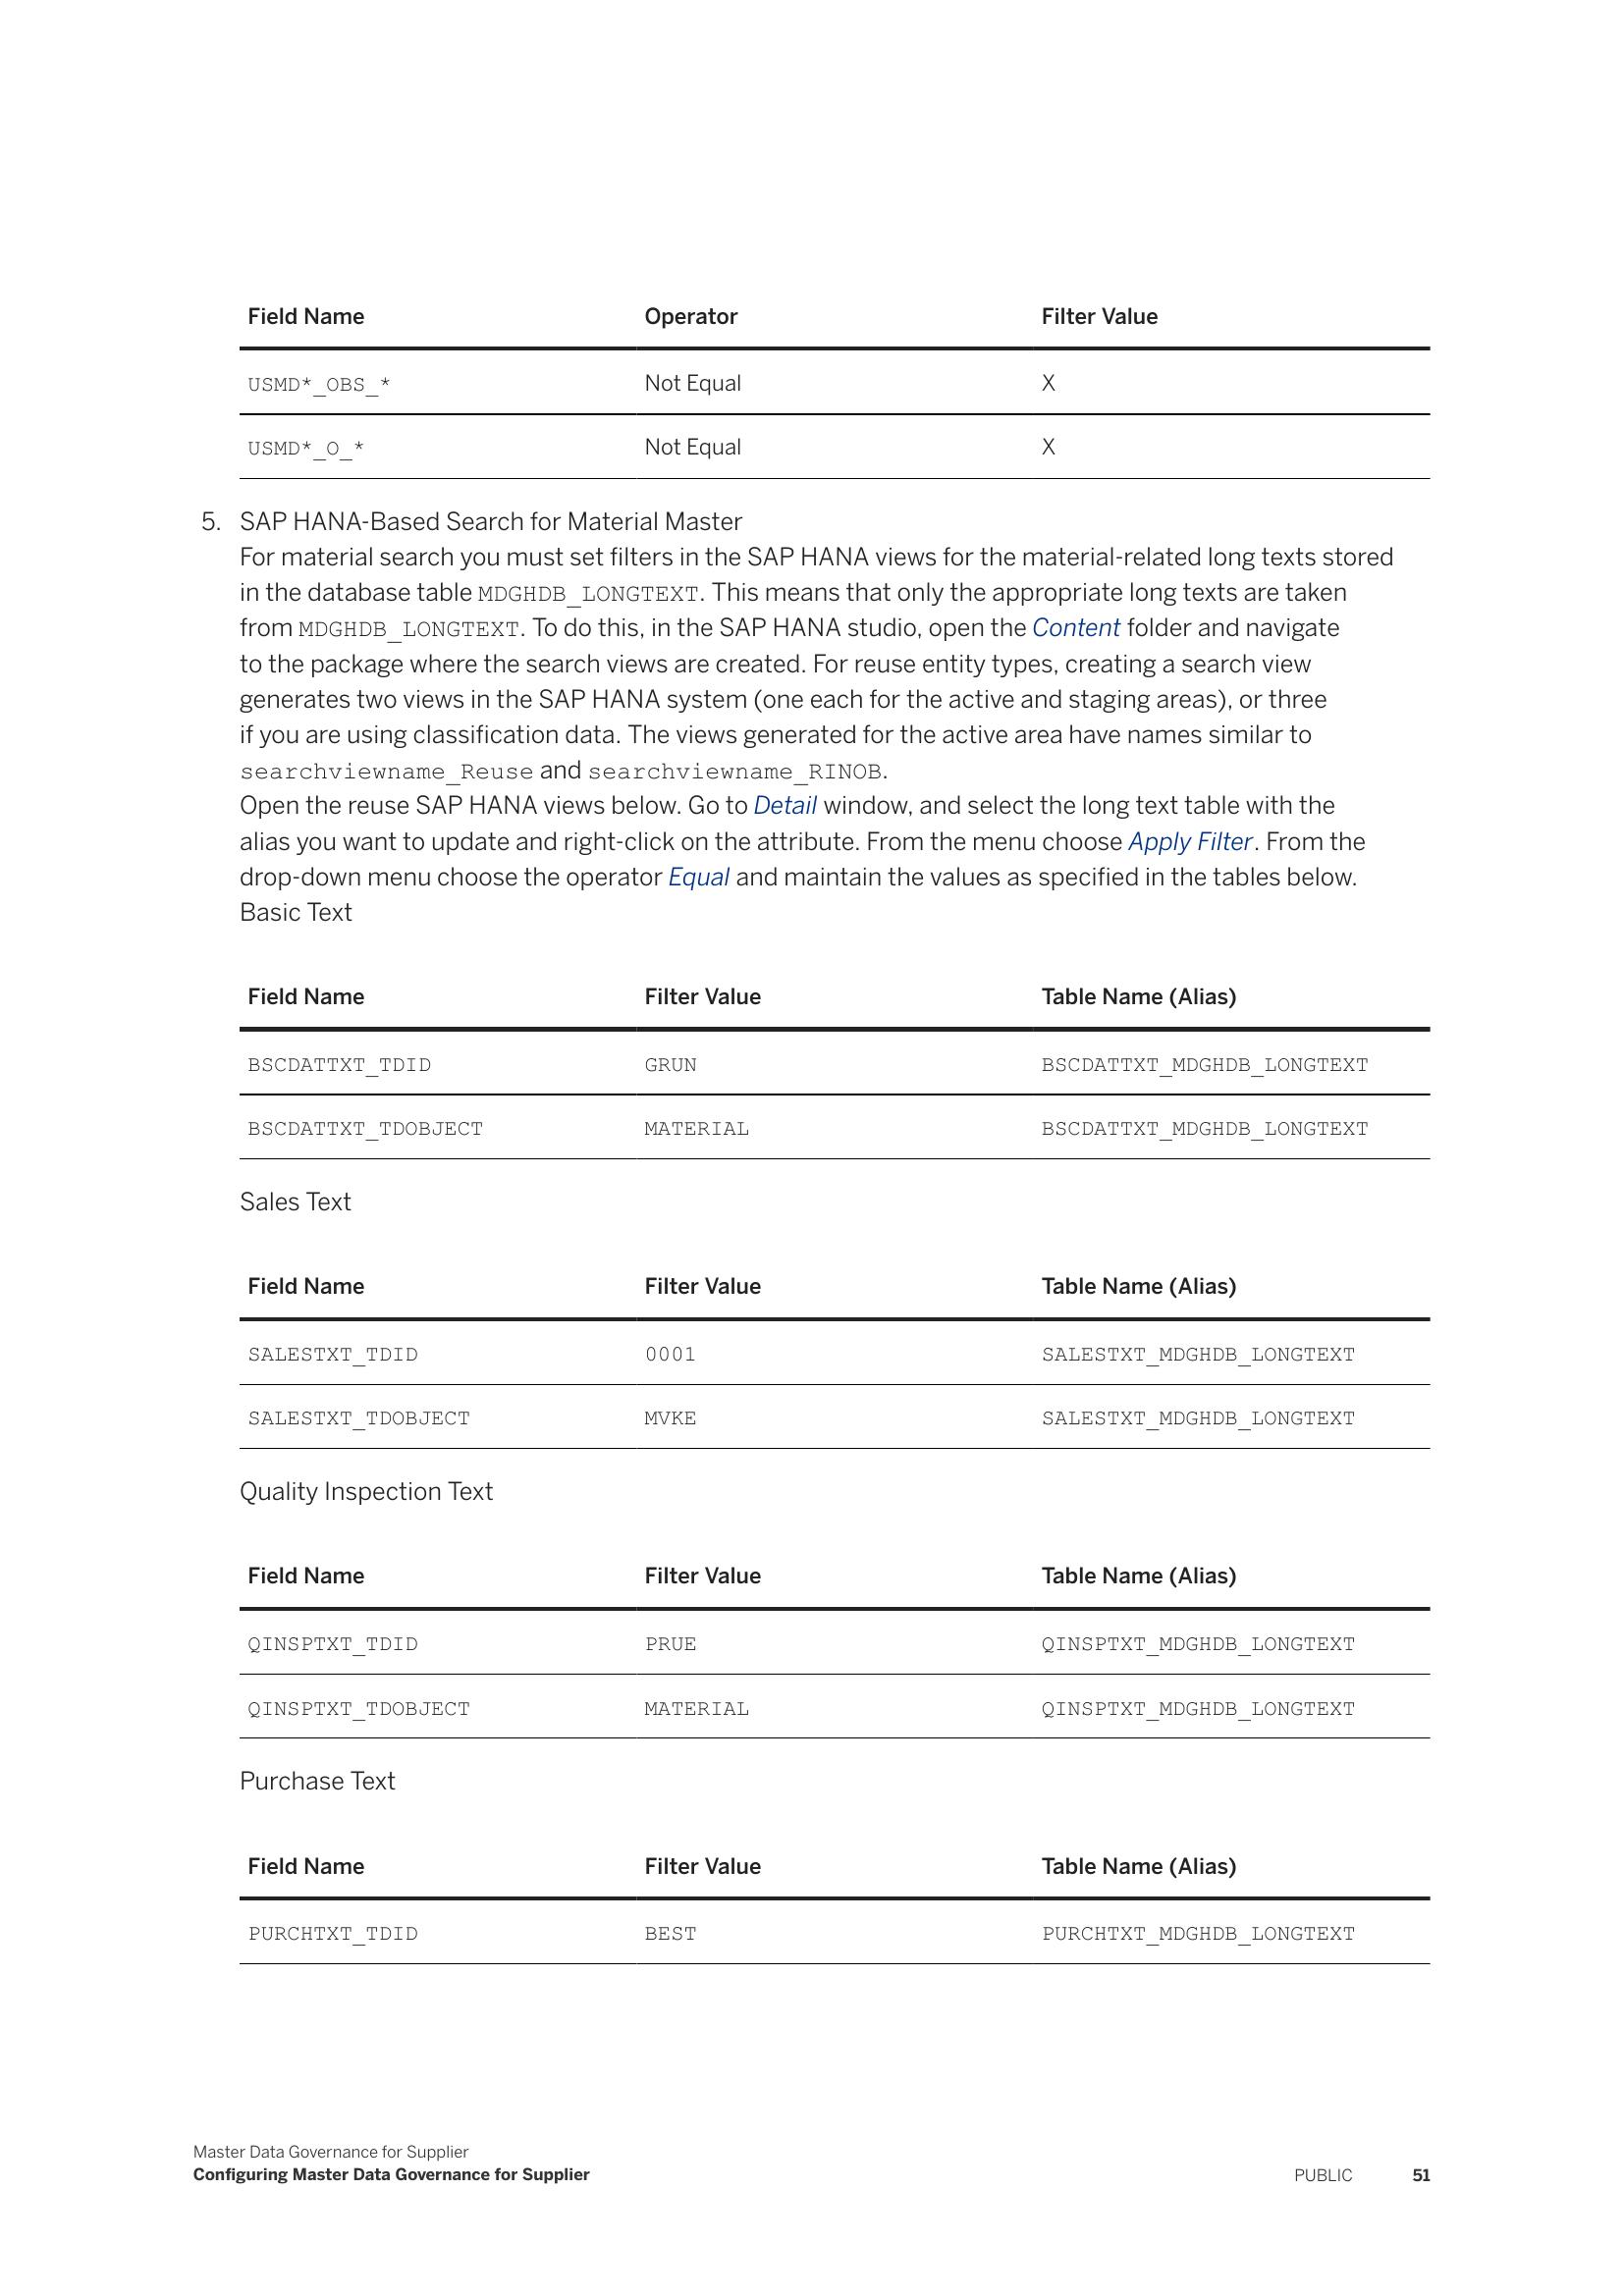 Field Name Operator Filter Value
USMD*_OBS_* Not Equal X
USMD*_O_* Not Equal X
5. SAP HANA-Based Search for Material Master
For material search you must set filters in the SAP HANA views for the material-related long texts stored
in the database table MDGHDB_LONGTEXT. This means that only the appropriate long texts are taken
from MDGHDB_LONGTEXT. To do this, in the SAP HANA studio, open the Content folder and navigate
to the package where the search views are created. For reuse entity types, creating a search view
generates two views in the SAP HANA system (one each for the active and staging areas), or three
if you are using classification data. The views generated for the active area have names similar to
searchviewname_Reuse and searchviewname_RINOB.
Open the reuse SAP HANA views below. Go to Detail window, and select the long text table with the
alias you want to update and right-click on the attribute. From the menu choose Apply Filter. From the
drop-down menu choose the operator Equal and maintain the values as specified in the tables below.
Basic Text
Field Name Filter Value Table Name (Alias)
BSCDATTXT_TDID GRUN BSCDATTXT_MDGHDB_LONGTEXT
BSCDATTXT_TDOBJECT MATERIAL BSCDATTXT_MDGHDB_LONGTEXT
Sales Text
Field Name Filter Value Table Name (Alias)
SALESTXT_TDID 0001 SALESTXT_MDGHDB_LONGTEXT
SALESTXT_TDOBJECT MVKE SALESTXT_MDGHDB_LONGTEXT
Quality Inspection Text
Field Name Filter Value Table Name (Alias)
QINSPTXT_TDID PRUE QINSPTXT_MDGHDB_LONGTEXT
QINSPTXT_TDOBJECT MATERIAL QINSPTXT_MDGHDB_LONGTEXT
Purchase Text
Field Name Filter Value Table Name (Alias)
PURCHTXT_TDID BEST PURCHTXT_MDGHDB_LONGTEXT
Master Data Governance for Supplier
Configuring Master Data Governance for Supplier PUBLIC 51